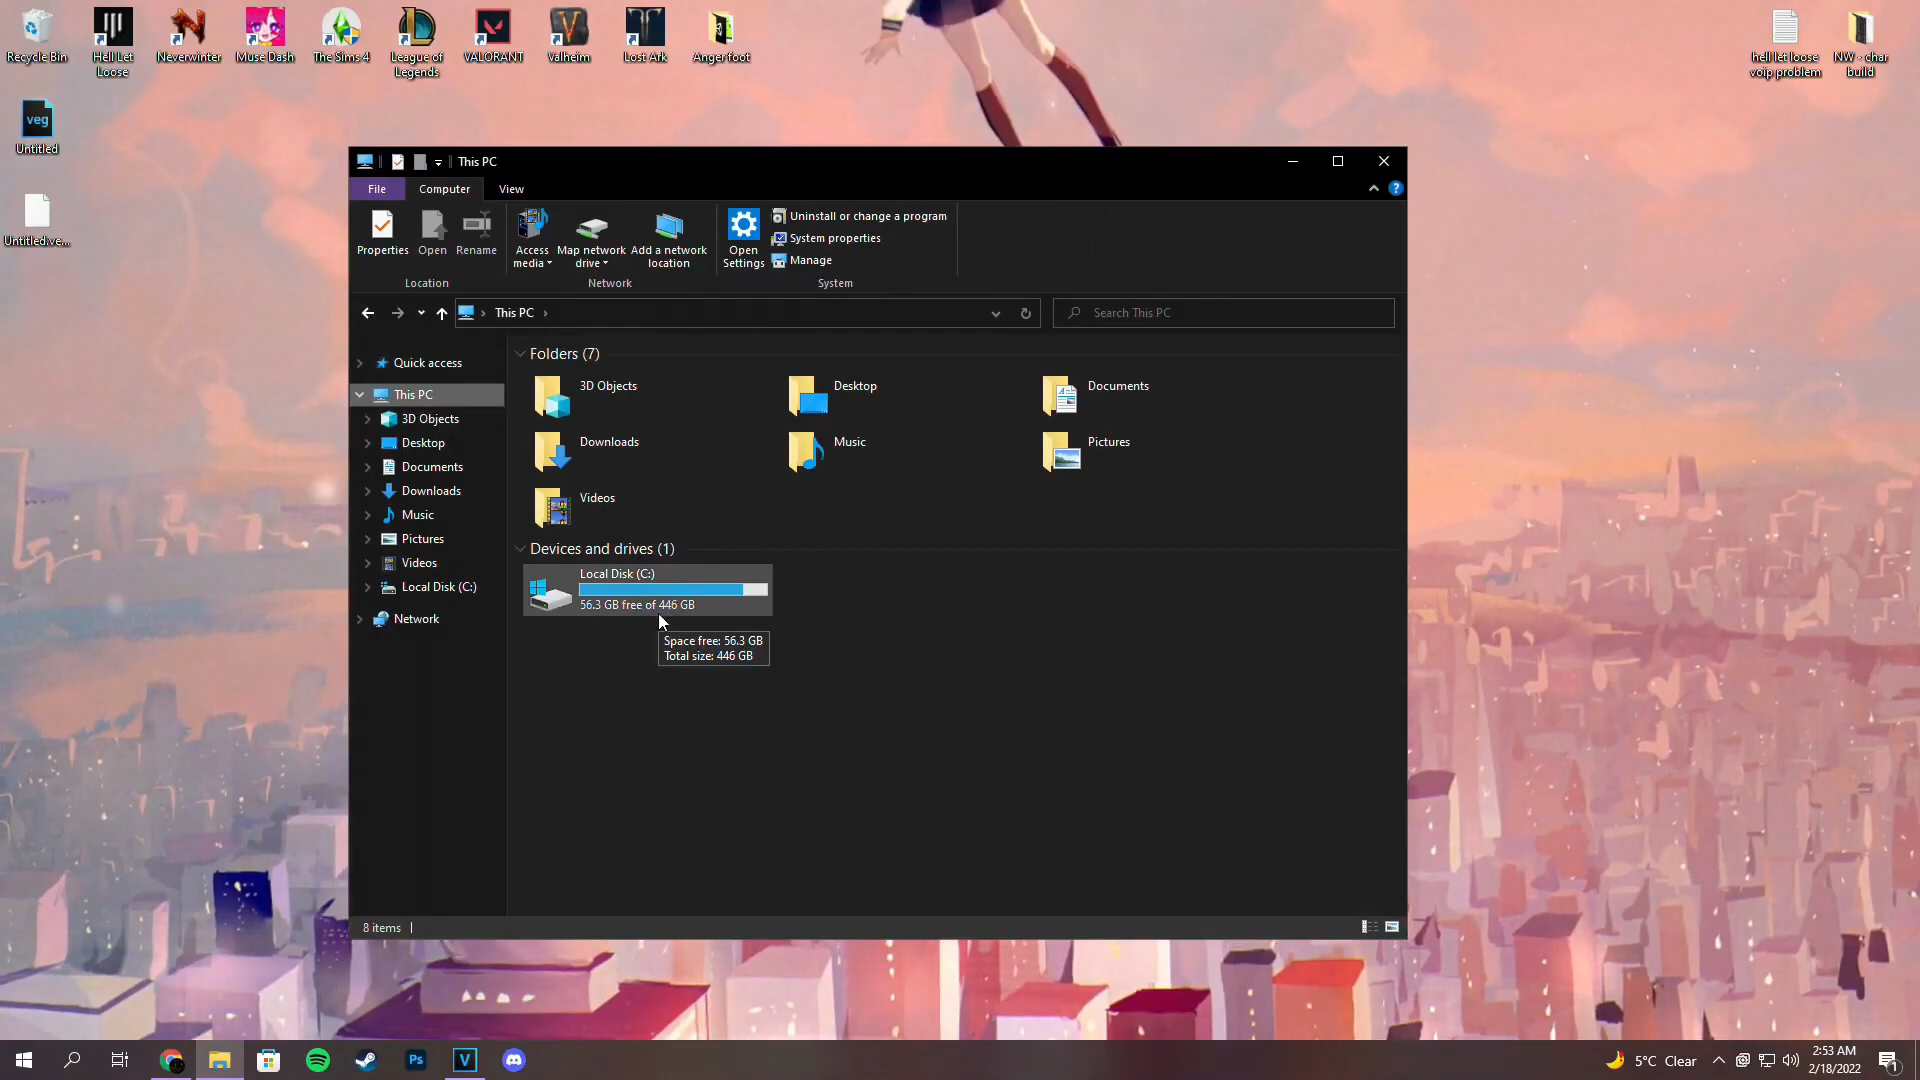 Recycle Bin
Hell Let
Loose
Neverwinter
Muse Dash
The Sims 4
League of
Legends
VALORANT
Valheim
Lost Ark
Anger foot
hell let loose
voip problem
NW - char
build
veg
Untitled
Untitled.ve...
This PC
File
Computer
View
Properties
Open
Rename
Access
media
Map network
drive
Add a network
location
Open
Settings
Uninstall or change a program
System properties
Manage
Location
Network
System
This PC
Search This PC
Quick access
This PC
3D Objects
Desktop
Documents
Downloads
Music
Pictures
Videos
Local Disk (C:)
Network
Folders (7)
3D Objects
Desktop
Documents
Downloads
Music
Pictures
Videos
Devices and drives (1)
Local Disk (C:)
56.3 GB free of 446 GB
Space free: 56.3 GB
Total size: 446 GB
8 items
Ps
V
5°C Clear
2:53 AM
2/18/2022
1